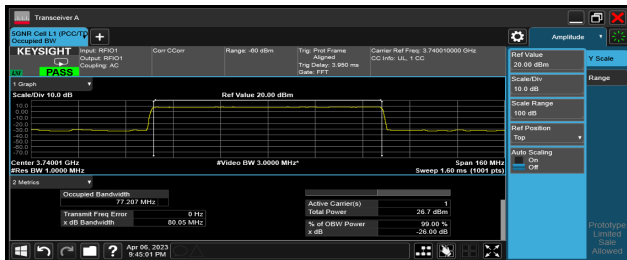 Transceiver A
5GNR Cell L1 (PCC/TD
Occupied BW
Amplitude
KEYSIGHT
Input: RFIO1
Output: RFIO1
Coupling: AC
Corr CCorr
Range: -60 dBm
Trig: Prot Frame
Aligned
Trig Delay: 3.950 ms
Gate: FFT
Carrier Ref Freq: 3.740010000 GHz
CC Info: UL, 1 CC
PASS
1 Graph
Scale/Div 10.0 dB
Ref Value 20.00 dBm
10.0
0.00
-10.0
-20.0
-30.0
-40.0
-50.0
-60.0
-70.0
Center 3.74001 GHz
#Res BW 1.0000 MHz
#Video BW 3.0000 MHz*
Span 160 MHz
Sweep 1.60 ms (1001 pts)
2 Metrics
Occupied Bandwidth
77.207 MHz
Transmit Freq Error
0 Hz
x dB Bandwidth
80.05 MHz
Active Carrier(s)
1
Total Power
26.7 dBm
% of OBW Power
99.00 %
x dB
-26.00 dB
Ref Value
20.00 dBm
Scale/Div
10.0 dB
Scale Range
100 dB
Ref Position
Top
Auto Scaling
On
Off
Y Scale
Range
Prototype
Limited
Sale
Allowed
Apr 06, 2023
9:45:01 PM